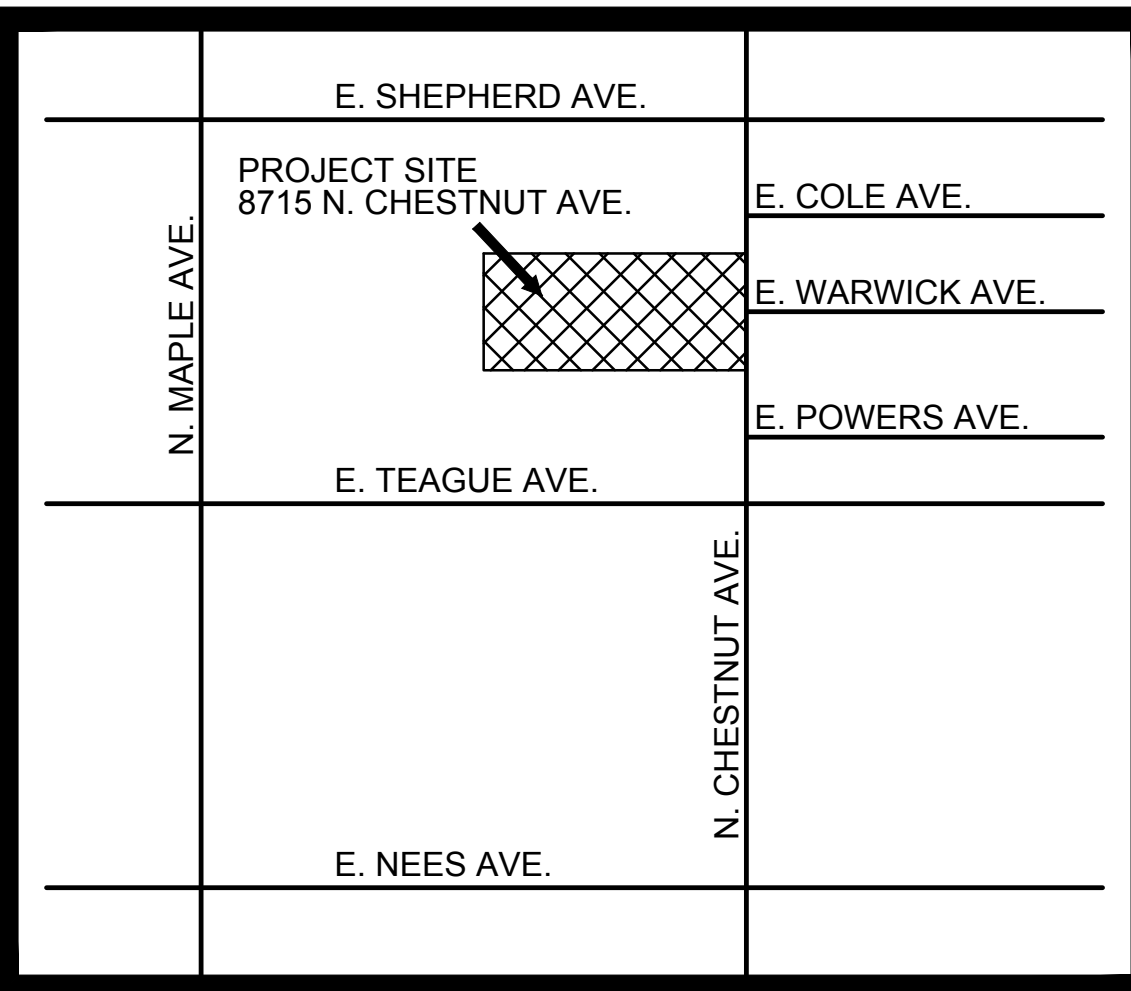 E. SHEPHERD AVE.
PROJECT SITE
8715 N. CHESTNUT AVE.
E. COLE AVE.
N. MAPLE AVE.
E. WARWICK AVE.
E. POWERS AVE.
E. TEAGUE AVE.
N. CHESTNUT AVE.
E. NEES AVE.